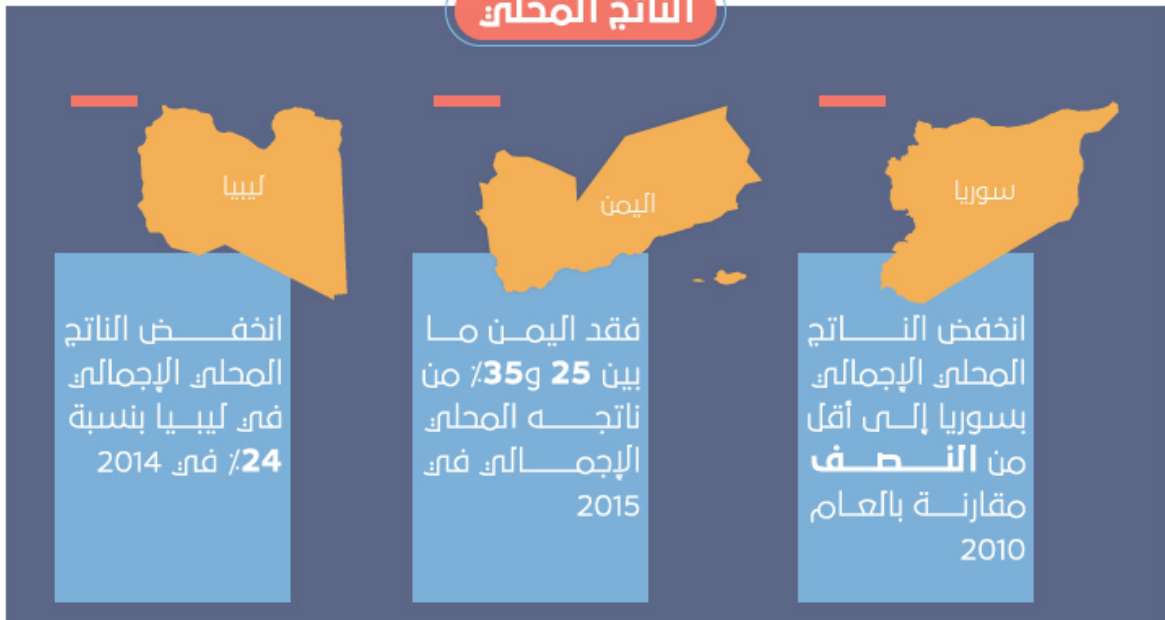 الناتج المحلي
سوريا
انخفض الناتج
المحلي الإجمالي
بسوريا إلى أقل
من النصف
مقارنة بالعام
2010
اليمن
فقد اليمن ما
بين 25 و35٪ من
ناتجه المحلي
الإجمالي في
2015
ليبيا
انخفض الناتج
المحلي الإجمالي
في ليبيا بنسبة
24٪ في 2014